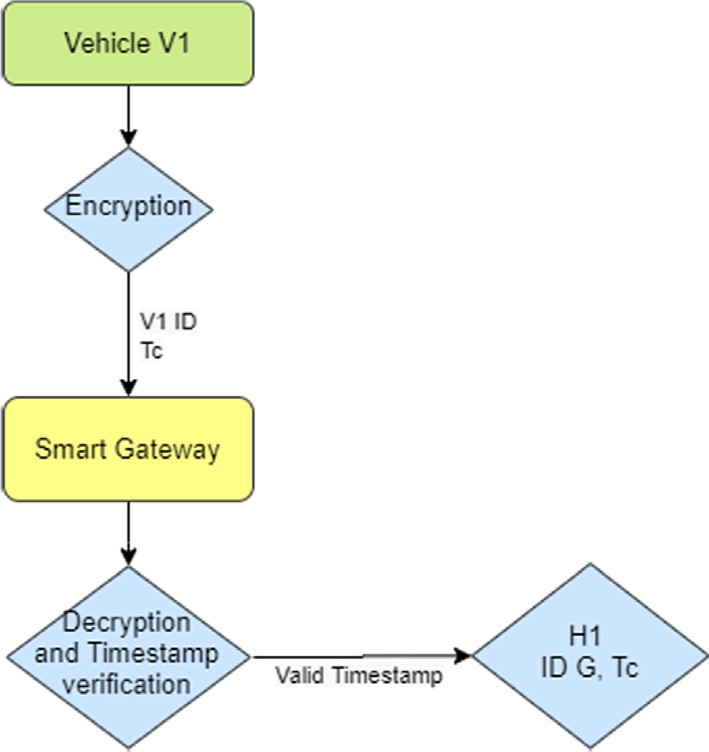 Vehicle V1
Encryption
V1 ID
Tc
Smart Gateway
Decryption
and Timestamp
verification
Valid Timestamp
H1
ID G, Tc